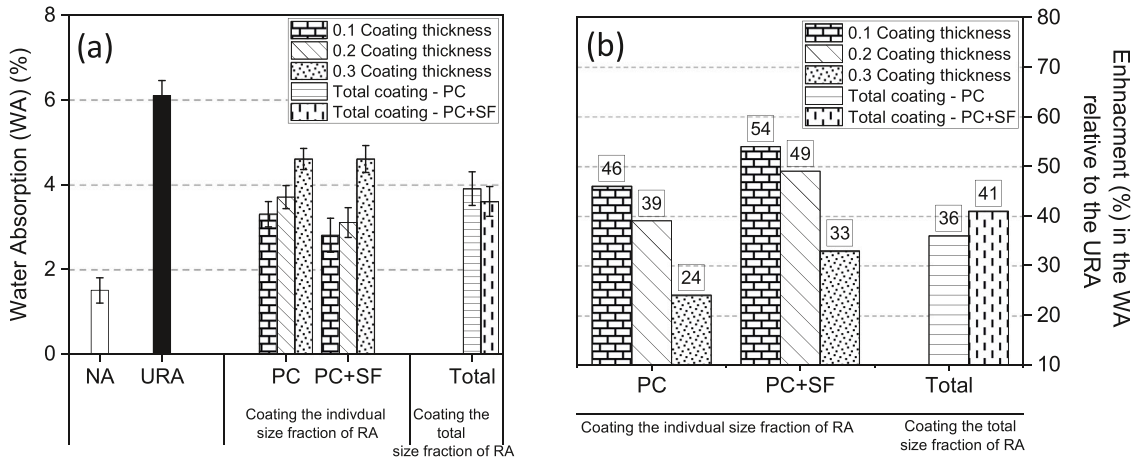 (a)
0.1 Coating thickness
0.2 Coating thickness
0.3 Coating thickness
Total coating - PC
Total coating - PC+SF
Water Absorption (WA) (%)
8
6
4
2
0
NA
URA
PC
PC+SF
Total
Coating the indivdual
size fraction of RA
Coating the
total
size fraction of RA
(b)
0.1 Coating thickness
0.2 Coating thickness
0.3 Coating thickness
Total coating - PC
Total coating - PC+SF
46
39
24
54
49
33
36
41
80
70
60
50
40
30
20
10
Enhnacment (%) in the WA
relative to the URA
PC
PC+SF
Total
Coating the indivdual size fraction of RA
Coating the total
size fraction of RA